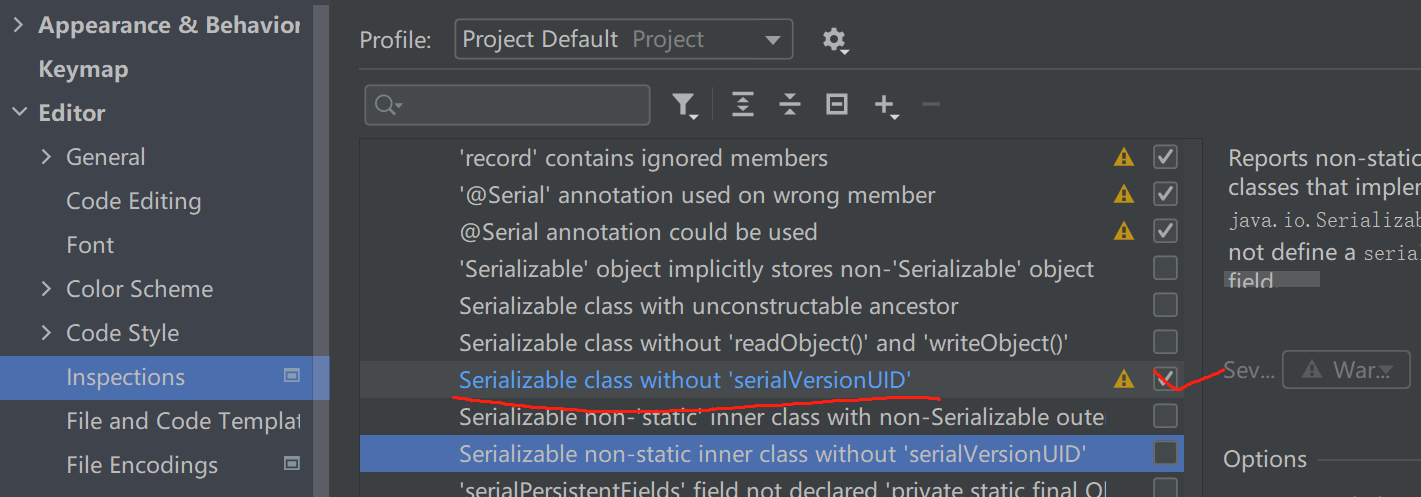 Appearance & Behavior
Keymap
Editor
General
Code Editing
Font
Color Scheme
Code Style
Inspections
File and Code Templat
File Encodings
Profile:
Project Default Project
'record' contains ignored members
'@Serial' annotation used on wrong member
@Serial annotation could be used
'Serializable' object implicitly stores non-'Serializable' object
Serializable class with unconstructable ancestor
Serializable class without 'readObject()' and 'writeObject()'
Serializable class without 'serialVersionUID'
Serializable non-'static' inner class with non-Serializable oute
Serializable non-static inner class without 'serialVersionUID'
'serialPersistentFields' field not declared 'private static final Ob
Reports non-static
classes that implem
java.io.Serializab
not define a serial
field.
Sev... War...
Options